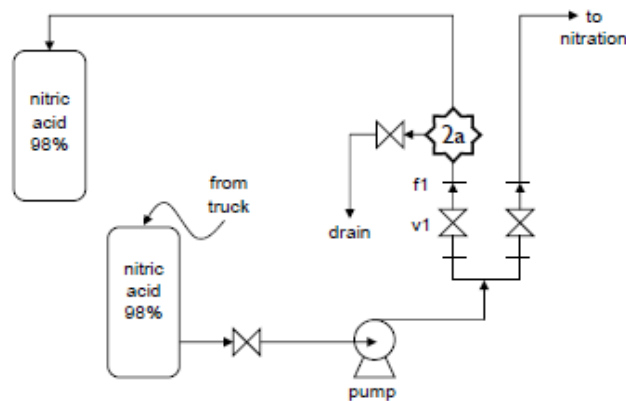 to
nitration
nitric
acid
98%
2a
from
truck
f1
drain
v1
nitric
acid
98%
pump